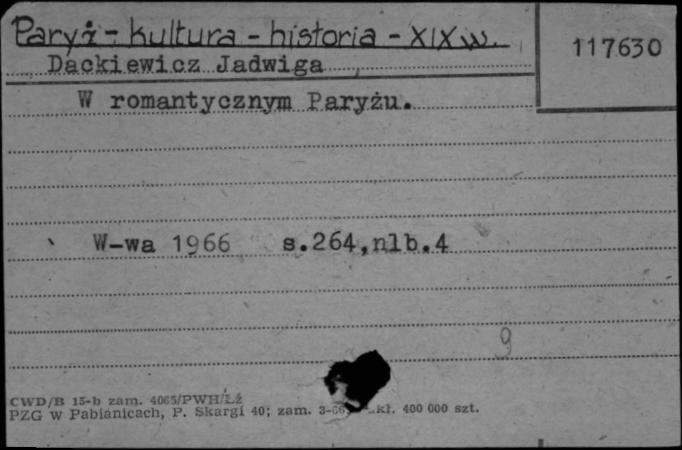 Paryż - kultura - historia - XIX w.
117630
Dackiewicz Jadwiga
W romantycznym Paryżu.
W-wa 1966 s.264,nlb.4
9
CWD/B 15-b zam. 4065/PWH/Łż
PZG w Pabianicach, P. Skargi 40; zam. 400 000 szt.